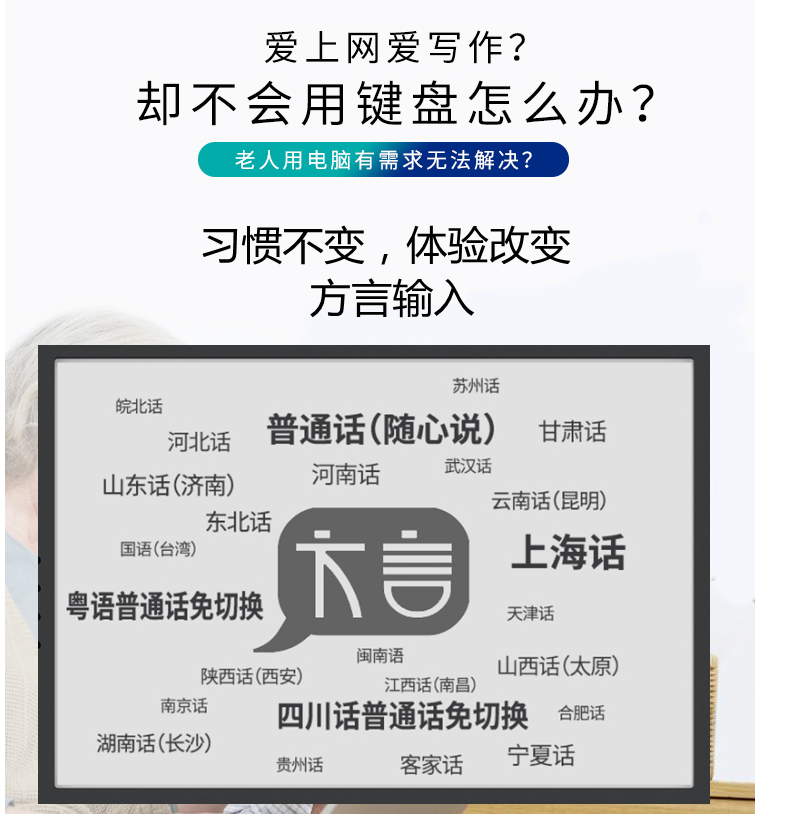 爱上网爱写作？
却不会用键盘怎么办？
老人用电脑有需求无法解决？
习惯不变，体验改变
方言输入
苏州话
皖北话
普通话(随心说)
甘肃话
河北话
武汉话
河南话
山东话(济南)
云南话(昆明)
东北话
国语(台湾)
方言
上海话
粤语普通话免切换
天津话
闽南语
山西话(太原)
陕西话(西安)
江西话(南昌)
南京话
四川话普通话免切换
合肥话
湖南话(长沙)
宁夏话
贵州话
客家话